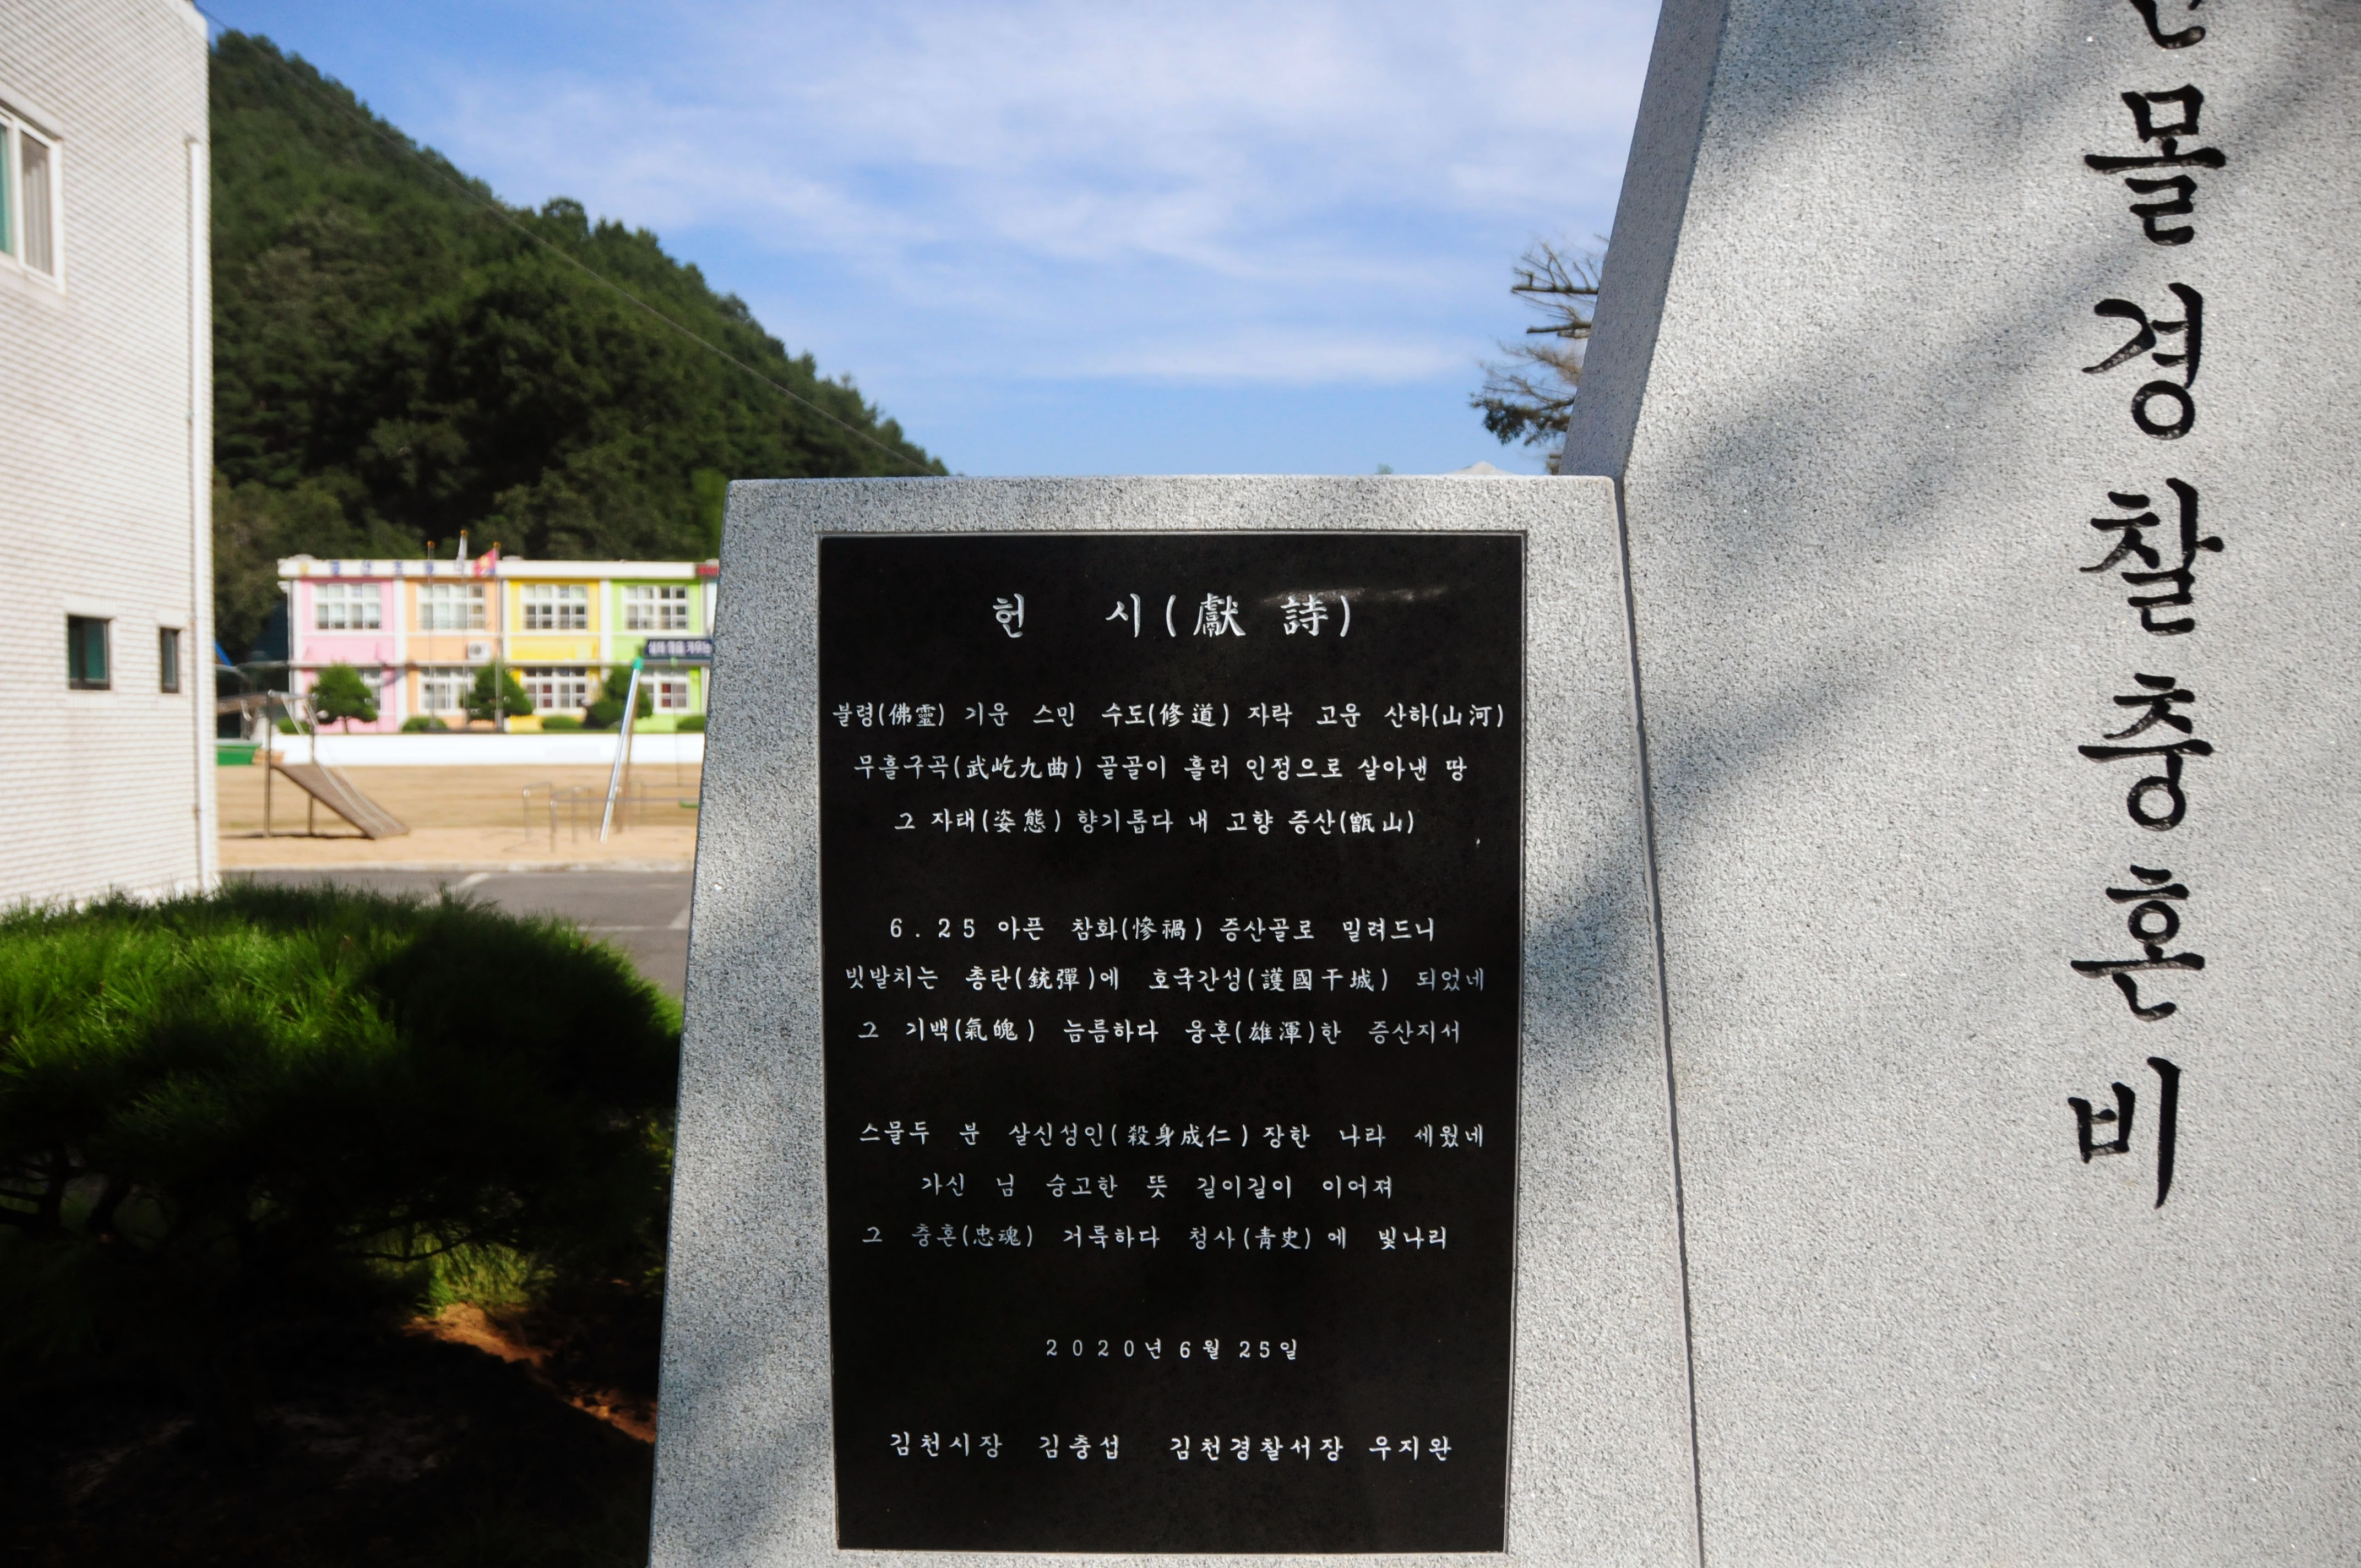 헌 시(獻 詩)
불령(佛靈) 기운 스민 수도(修道) 자락 고운 산하(山河)
무흘구곡(武屹九曲) 골골이 흘러 인정으로 살아낸 땅
그 자태(姿態) 향기롭다 내 고향 증산(甑山)
6.25 아픈 참화(慘禍) 증산골로 밀려드니
빗발치는 총탄(銃彈)에 호국간성(護國干城) 되었네
그 기백(氣魄) 늠름하다 웅혼(雄渾)한 증산지서
스물두 분 살신성인(殺身成仁) 장한 나라 세웠네
가신 님 숭고한 뜻 길이길이 이어져
그 충혼(忠魂) 거룩하다 청사(靑史)에 빛나리
2020년 6월 25일
김천시장 김충섭 김천경찰서장 우지완
몰경찰충혼비